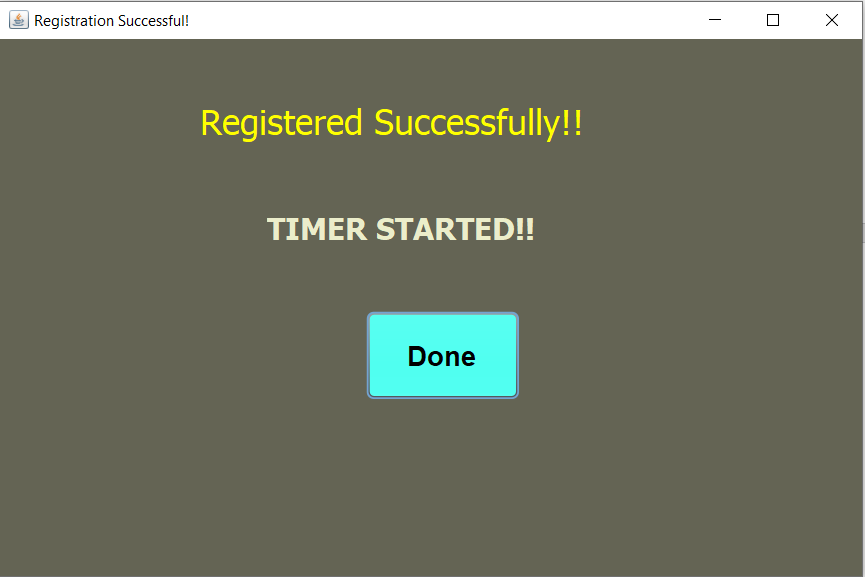 Registration Successful!
Registered Successfully!!
TIMER STARTED!!
Done